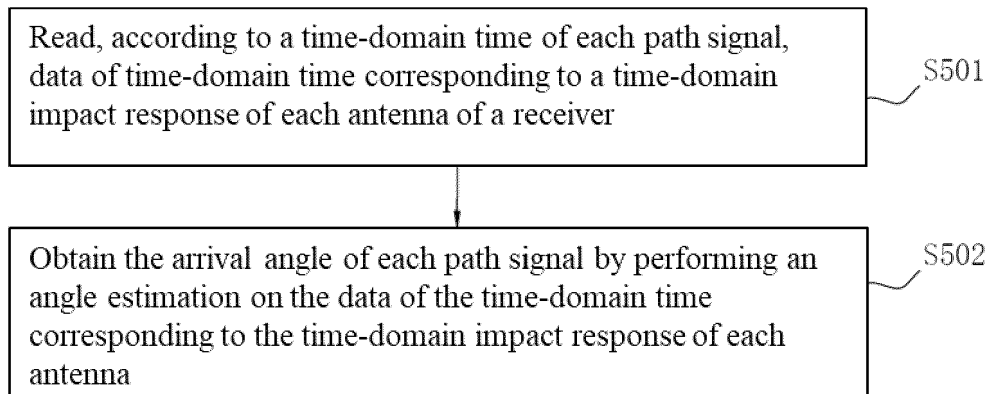 Read, according to a time-domain time of each path signal,
data of time-domain time corresponding to a time-domain
impact response of each antenna of a receiver
S501
Obtain the arrival angle of each path signal by performing an
angle estimation on the data of the time-domain time
corresponding to the time-domain impact response of each
antenna
S502